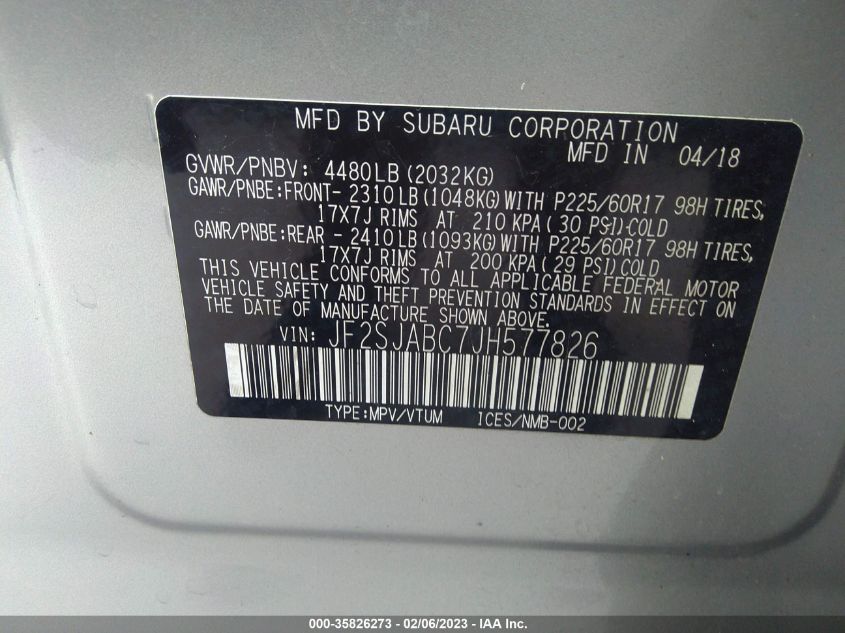 MFD BY SUBARU CORPORATION
MFD IN 04/18
GVWR/PNBV: 4480LB(2032KG)
GAWR/PNBE:FRONT- 2310LB(1048KG)WITH P225/60R17 98H TIRES,
17X7J RIMS AT 210 KPA(30 PSI)COLD
GAWR/PNBE:REAR - 2410LB(1093KG)WITH P225/60R17 98H TIRES,
17X7J RIMS AT 200 KPA(29 PSI)COLD
THIS VEHICLE CONFORMS TO ALL APPLICABLE FEDERAL MOTOR
VEHICLE SAFETY AND THEFT PREVENTION STANDARDS IN EFFECT ON
THE DATE OF MANUFACTURE SHOWN ABOVE.
VIN: JF2SJABC7JH577826
TYPE:MPV/VTUM ICES/NMB-002
000-35826273 - 02/06/2023 - IAA Inc.